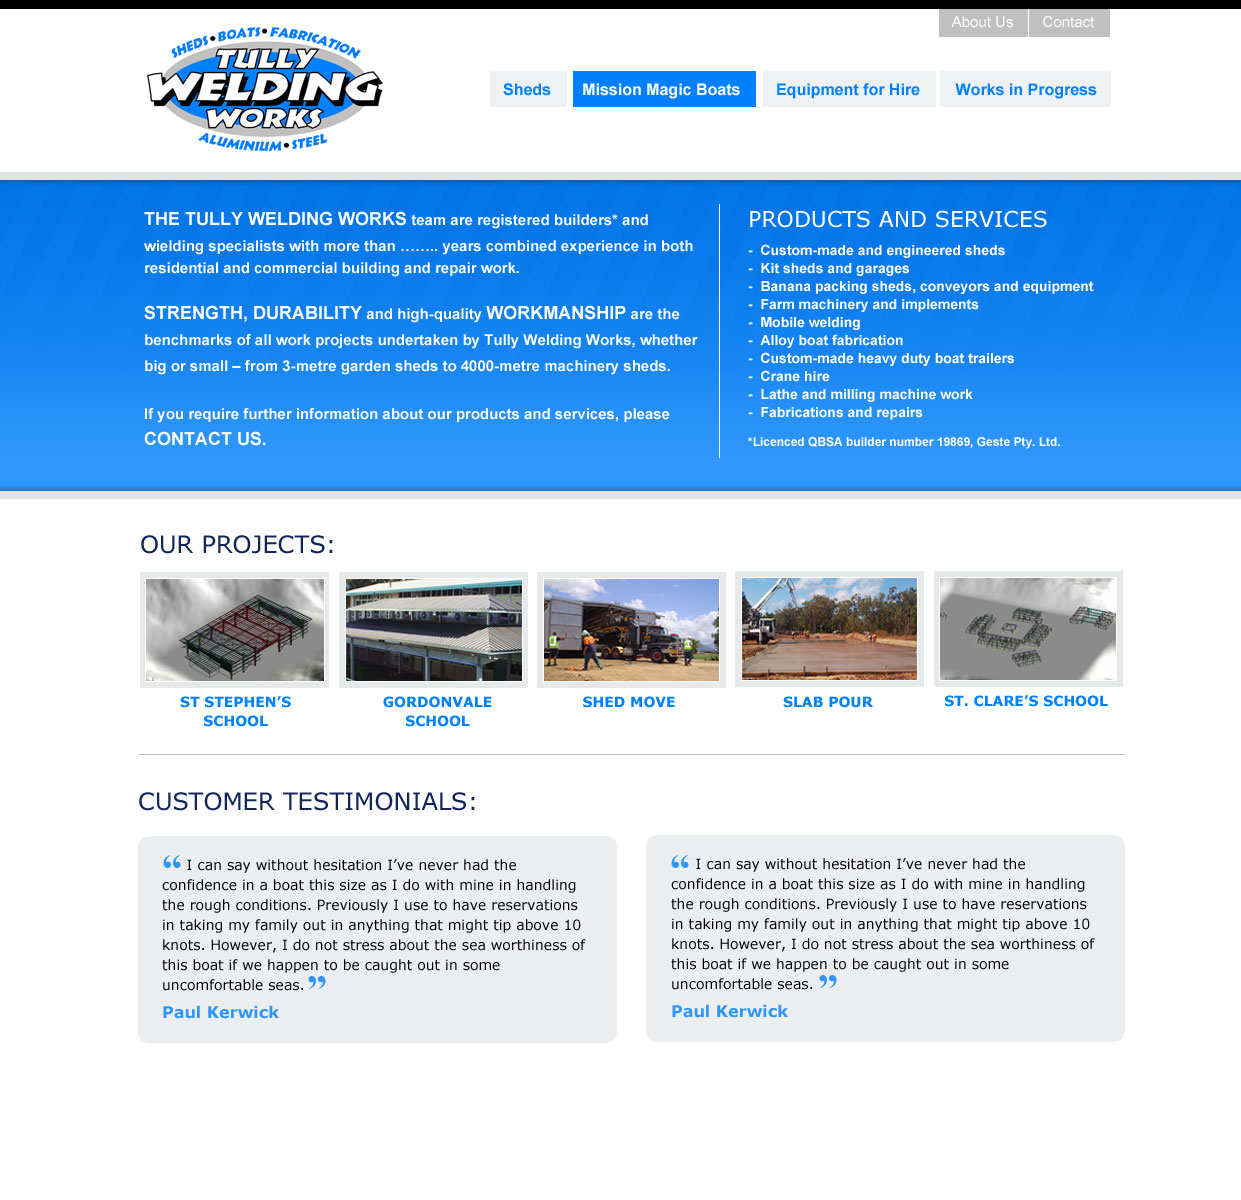 About Us Contact
SHEDS • BOATS • FABRICATION
TULLY
WELDING
WORKS
ALUMINIUM • STEEL
Sheds Mission Magic Boats Equipment for Hire Works in Progress
THE TULLY WELDING WORKS team are registered builders* and
wielding specialists with more than …….. years combined experience in both
residential and commercial building and repair work.
STRENGTH, DURABILITY and high-quality WORKMANSHIP are the
benchmarks of all work projects undertaken by Tully Welding Works, whether
big or small – from 3-metre garden sheds to 4000-metre machinery sheds.
If you require further information about our products and services, please
CONTACT US.
PRODUCTS AND SERVICES
- Custom-made and engineered sheds
- Kit sheds and garages
- Banana packing sheds, conveyors and equipment
- Farm machinery and implements
- Mobile welding
- Alloy boat fabrication
- Custom-made heavy duty boat trailers
- Crane hire
- Lathe and milling machine work
- Fabrications and repairs
*Licenced QBSA builder number 19869, Geste Pty. Ltd.
OUR PROJECTS:
ST STEPHEN’S
SCHOOL
GORDONVALE
SCHOOL
SHED MOVE
SLAB POUR
ST. CLARE’S SCHOOL
CUSTOMER TESTIMONIALS:
“ I can say without hesitation I’ve never had the
confidence in a boat this size as I do with mine in handling
the rough conditions. Previously I use to have reservations
in taking my family out in anything that might tip above 10
knots. However, I do not stress about the sea worthiness of
this boat if we happen to be caught out in some
uncomfortable seas. ”
Paul Kerwick
“ I can say without hesitation I’ve never had the
confidence in a boat this size as I do with mine in handling
the rough conditions. Previously I use to have reservations
in taking my family out in anything that might tip above 10
knots. However, I do not stress about the sea worthiness of
this boat if we happen to be caught out in some
uncomfortable seas. ”
Paul Kerwick